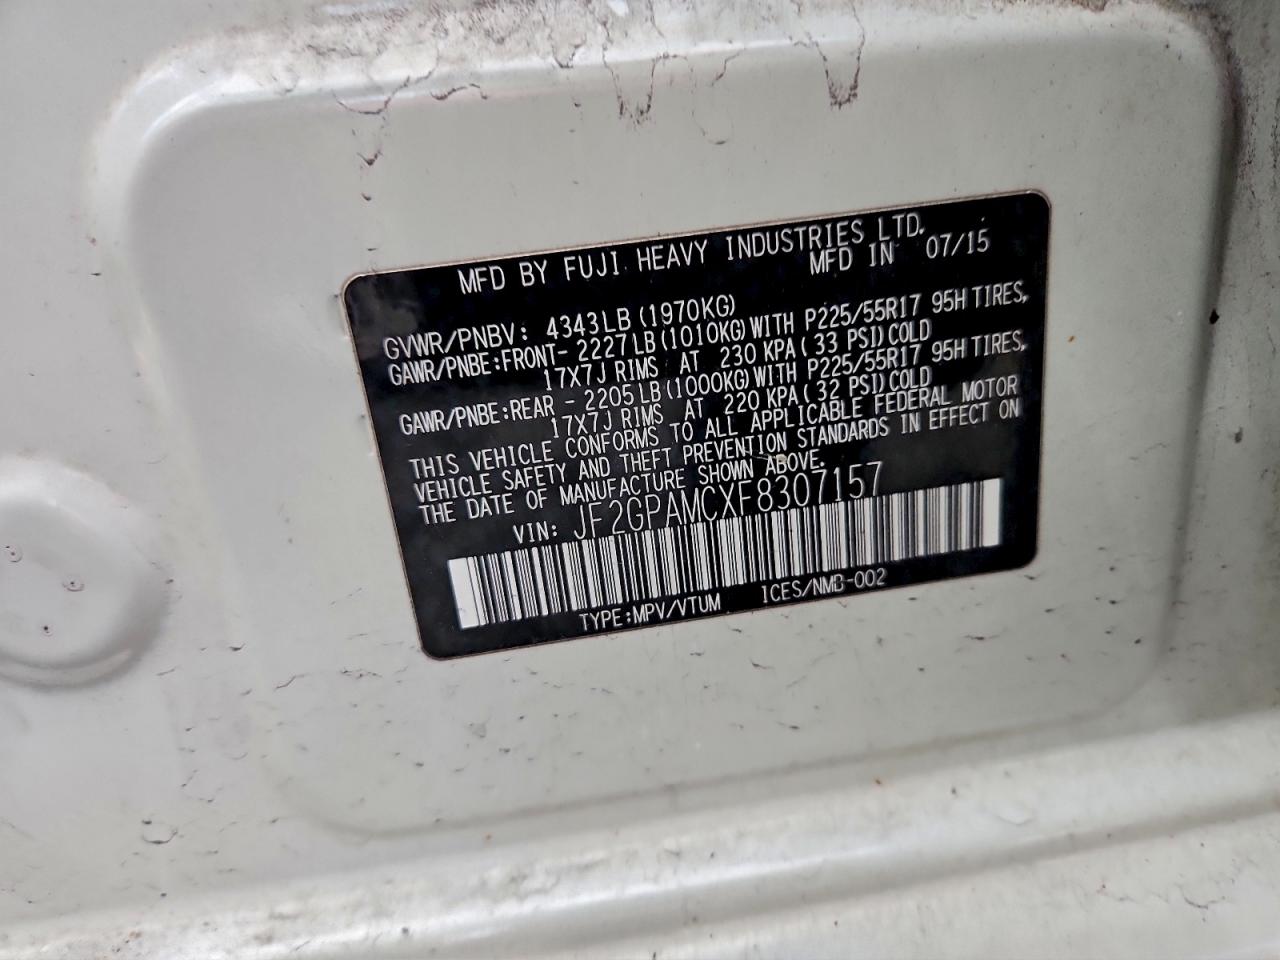 MFD BY FUJI HEAVY INDUSTRIES LTD.
MFD IN 07/15
GVWR/PNBV: 4343LB (1970KG)
GAWR/PNBE:FRONT- 2227LB (1010KG) WITH P225/55R17 95H TIRES,
17X7J RIMS AT 230 KPA ( 33 PSI) COLD
GAWR/PNBE:REAR - 2205LB (1000KG) WITH P225/55R17 95H TIRES,
17X7J RIMS AT 220 KPA ( 32 PSI) COLD
THIS VEHICLE CONFORMS TO ALL APPLICABLE FEDERAL MOTOR
VEHICLE SAFETY AND THEFT PREVENTION STANDARDS IN EFFECT ON
THE DATE OF MANUFACTURE SHOWN ABOVE.
VIN: JF2GPAMCXF8307157
TYPE:MPV/VTUM ICES/NMB-002